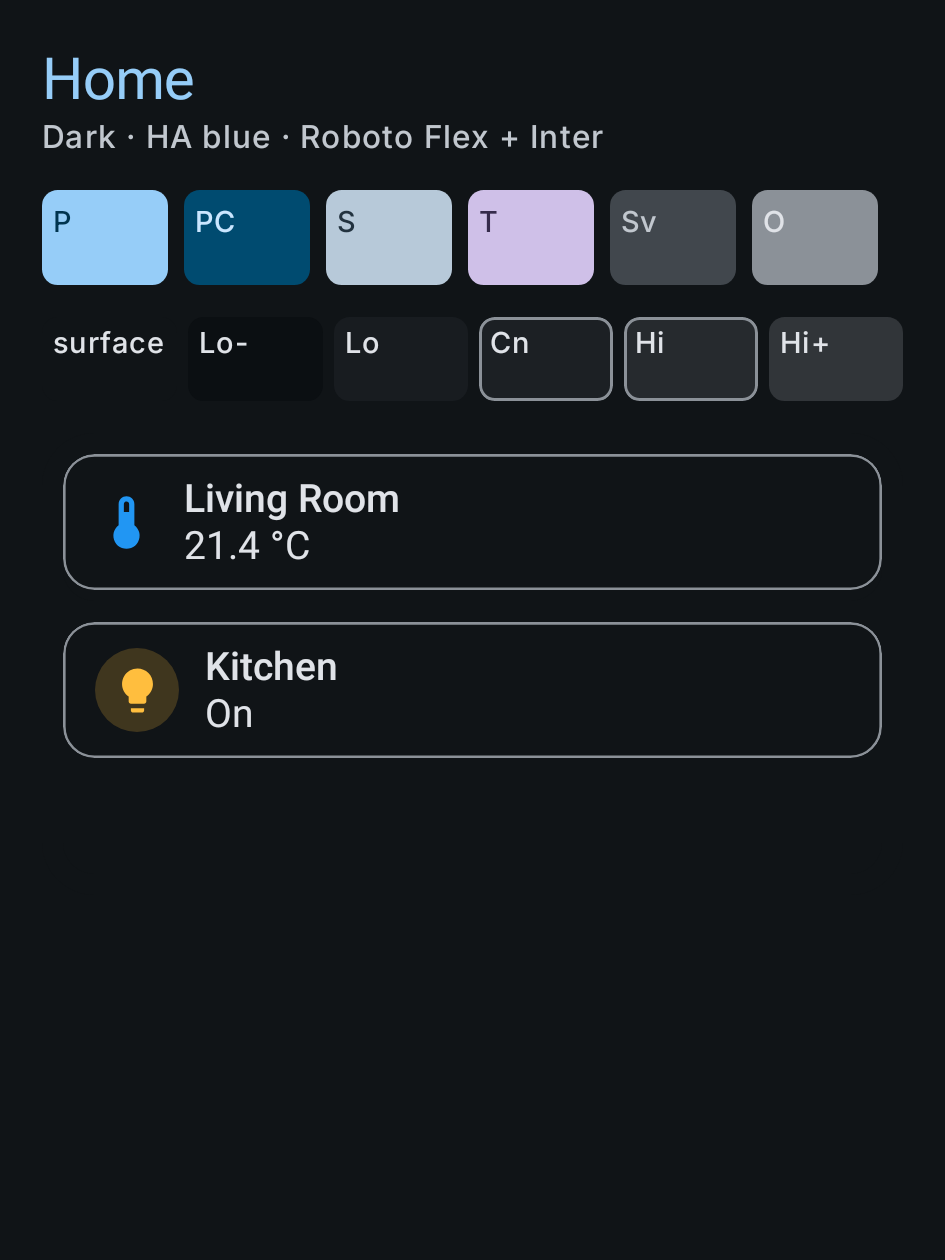 Home
Dark · HA blue · Roboto Flex + Inter
P PC S T Sv O
surface Lo- Lo Cn Hi Hi+
Living Room
21.4 °C
Kitchen
On